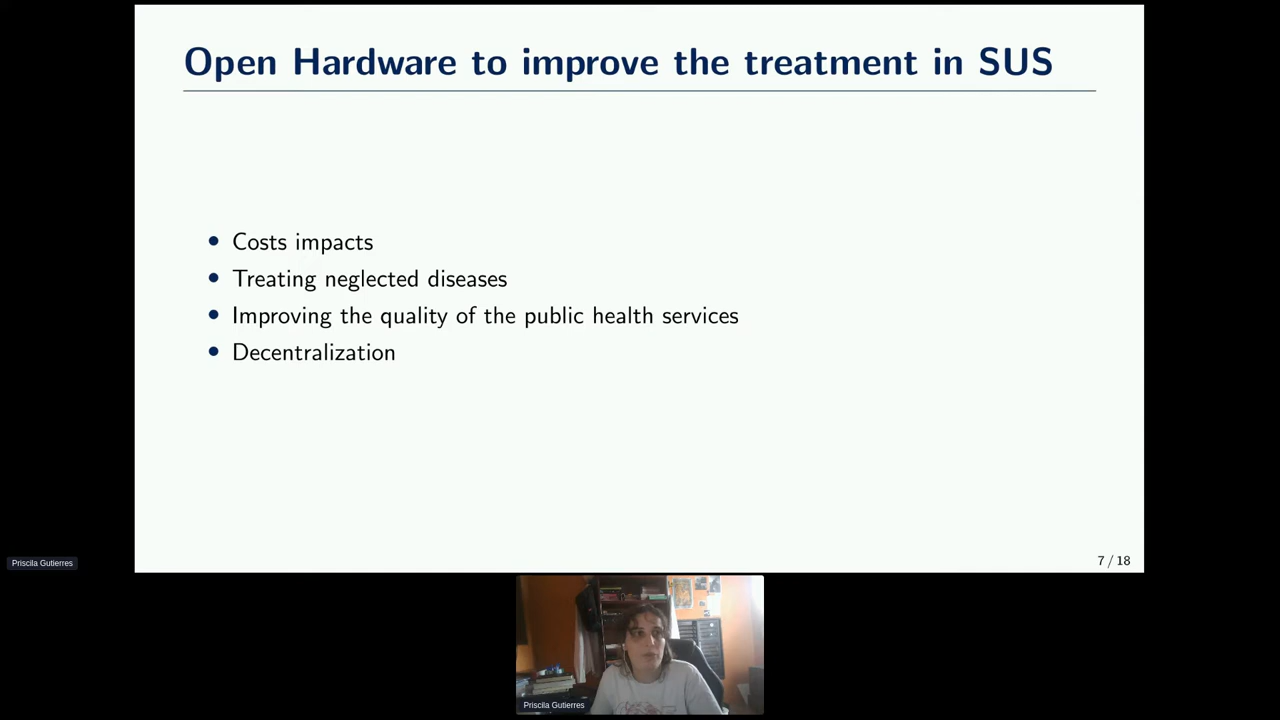 Open Hardware to improve the treatment in SUS
• Costs impacts
• Treating neglected diseases
• Improving the quality of the public health services
• Decentralization
7 / 18
Priscila Gutierres
Priscila Gutierres